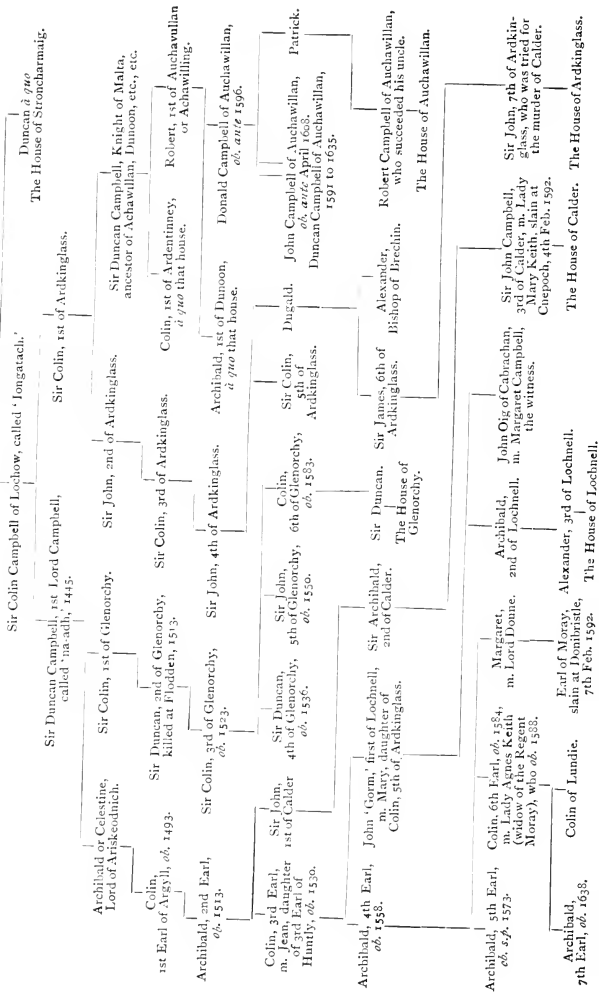 Sir Colin Campbell of Lochow, called 'Iongatach.'
Duncan à quo
The House of Stroncharmaig.
Sir Duncan Campbell, 1st Lord Campbell,
called 'na-adh,' 1445.
Sir Colin, 1st of Ardkinglass.
Archibald or Celestine,
Lord of Ariskeodnich.
Sir Colin, 1st of Glenorchy.
Sir John, 2nd of Ardkinglass.
Sir Duncan Campbell, Knight of Malta,
ancestor of Achawillan, Dunoon, etc., etc.
Colin,
1st Earl of Argyll, ob. 1493.
Sir Duncan, 2nd of Glenorchy,
killed at Flodden, 1513.
Sir Colin, 3rd of Ardkinglass.
Colin, 1st of Ardentinney,
à quo that house.
Robert, 1st of Auchavullan
or Achawilling.
Archibald, 2nd Earl,
ob. 1513.
Sir Colin, 3rd of Glenorchy,
ob. 1523.
Sir John, 4th of Ardkinglass.
Archibald, 1st of Dunoon,
à quo that house.
Donald Campbell of Auchawillan,
ob. ante 1596.
Colin, 3rd Earl,
m. Jean, daughter
of 3rd Earl of
Huntly, ob. 1530.
Sir John,
1st of Calder
Sir Duncan,
4th of Glenorchy,
ob. 1536.
Sir John,
5th of Glenorchy,
ob. 1550.
Colin,
6th of Glenorchy,
ob. 1583.
Sir Colin,
5th of
Ardkinglass.
Dugald.
John Campbell of Auchawillan,
ob. ante April 1608.
Duncan Campbell of Auchawillan,
1591 to 1635.
Patrick.
Archibald, 4th Earl,
ob. 1558.
John 'Gorm,' first of Lochnell,
m. Mary, daughter of
Colin, 5th of Ardkinglass.
Sir Archibald,
2nd of Calder.
Sir Duncan.
The House of
Glenorchy.
Sir James, 6th of
Ardkinglass.
Alexander,
Bishop of Brechin.
Robert Campbell of Auchawillan,
who succeeded his uncle.
The House of Auchawillan.
Archibald, 5th Earl,
ob. s.p. 1573.
Colin, 6th Earl, ob. 1584,
m. Lady Agnes Keith
(widow of the Regent
Moray), who ob. 1588.
Margaret,
m. Lord Doune.
Archibald,
2nd of Lochnell.
John Oig of Cabrachan,
m. Margaret Campbell,
the witness.
Sir John Campbell,
3rd of Calder, m. Lady
Mary Keith, slain at
Cnepoch, 4th Feb. 1592.
The House of Calder.
Sir John, 7th of Ardkin-
glass, who was tried for
the murder of Calder.
The House of Ardkinglass.
Archibald,
7th Earl, ob. 1638.
Colin of Lundie.
Earl of Moray,
slain at Donibristle,
7th Feb. 1592.
Alexander, 3rd of Lochnell.
The House of Lochnell.